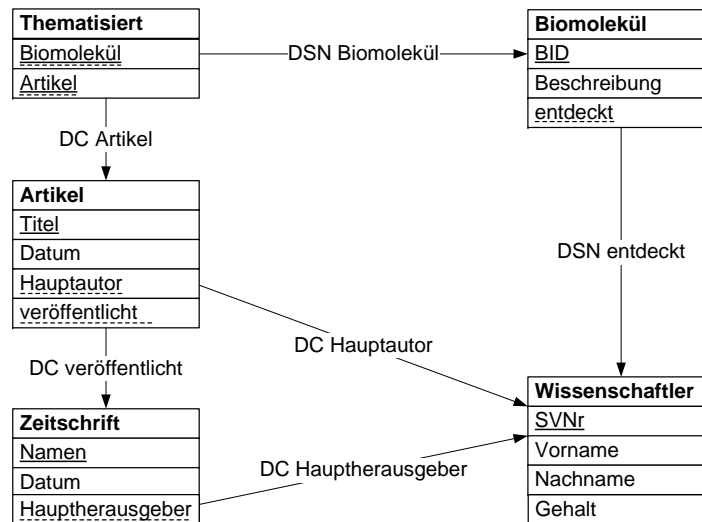 Thematisiert
Biomolekül
Artikel
DSN Biomolekül
Biomolekül
BID
Beschreibung
entdeckt
DC Artikel
DSN entdeckt
Artikel
Titel
Datum
Hauptautor
veröffentlicht
DC Hauptautor
DC veröffentlicht
Zeitschrift
Namen
Datum
Hauptherausgeber
DC Hauptherausgeber
Wissenschaftler
SVNr
Vorname
Nachname
Gehalt